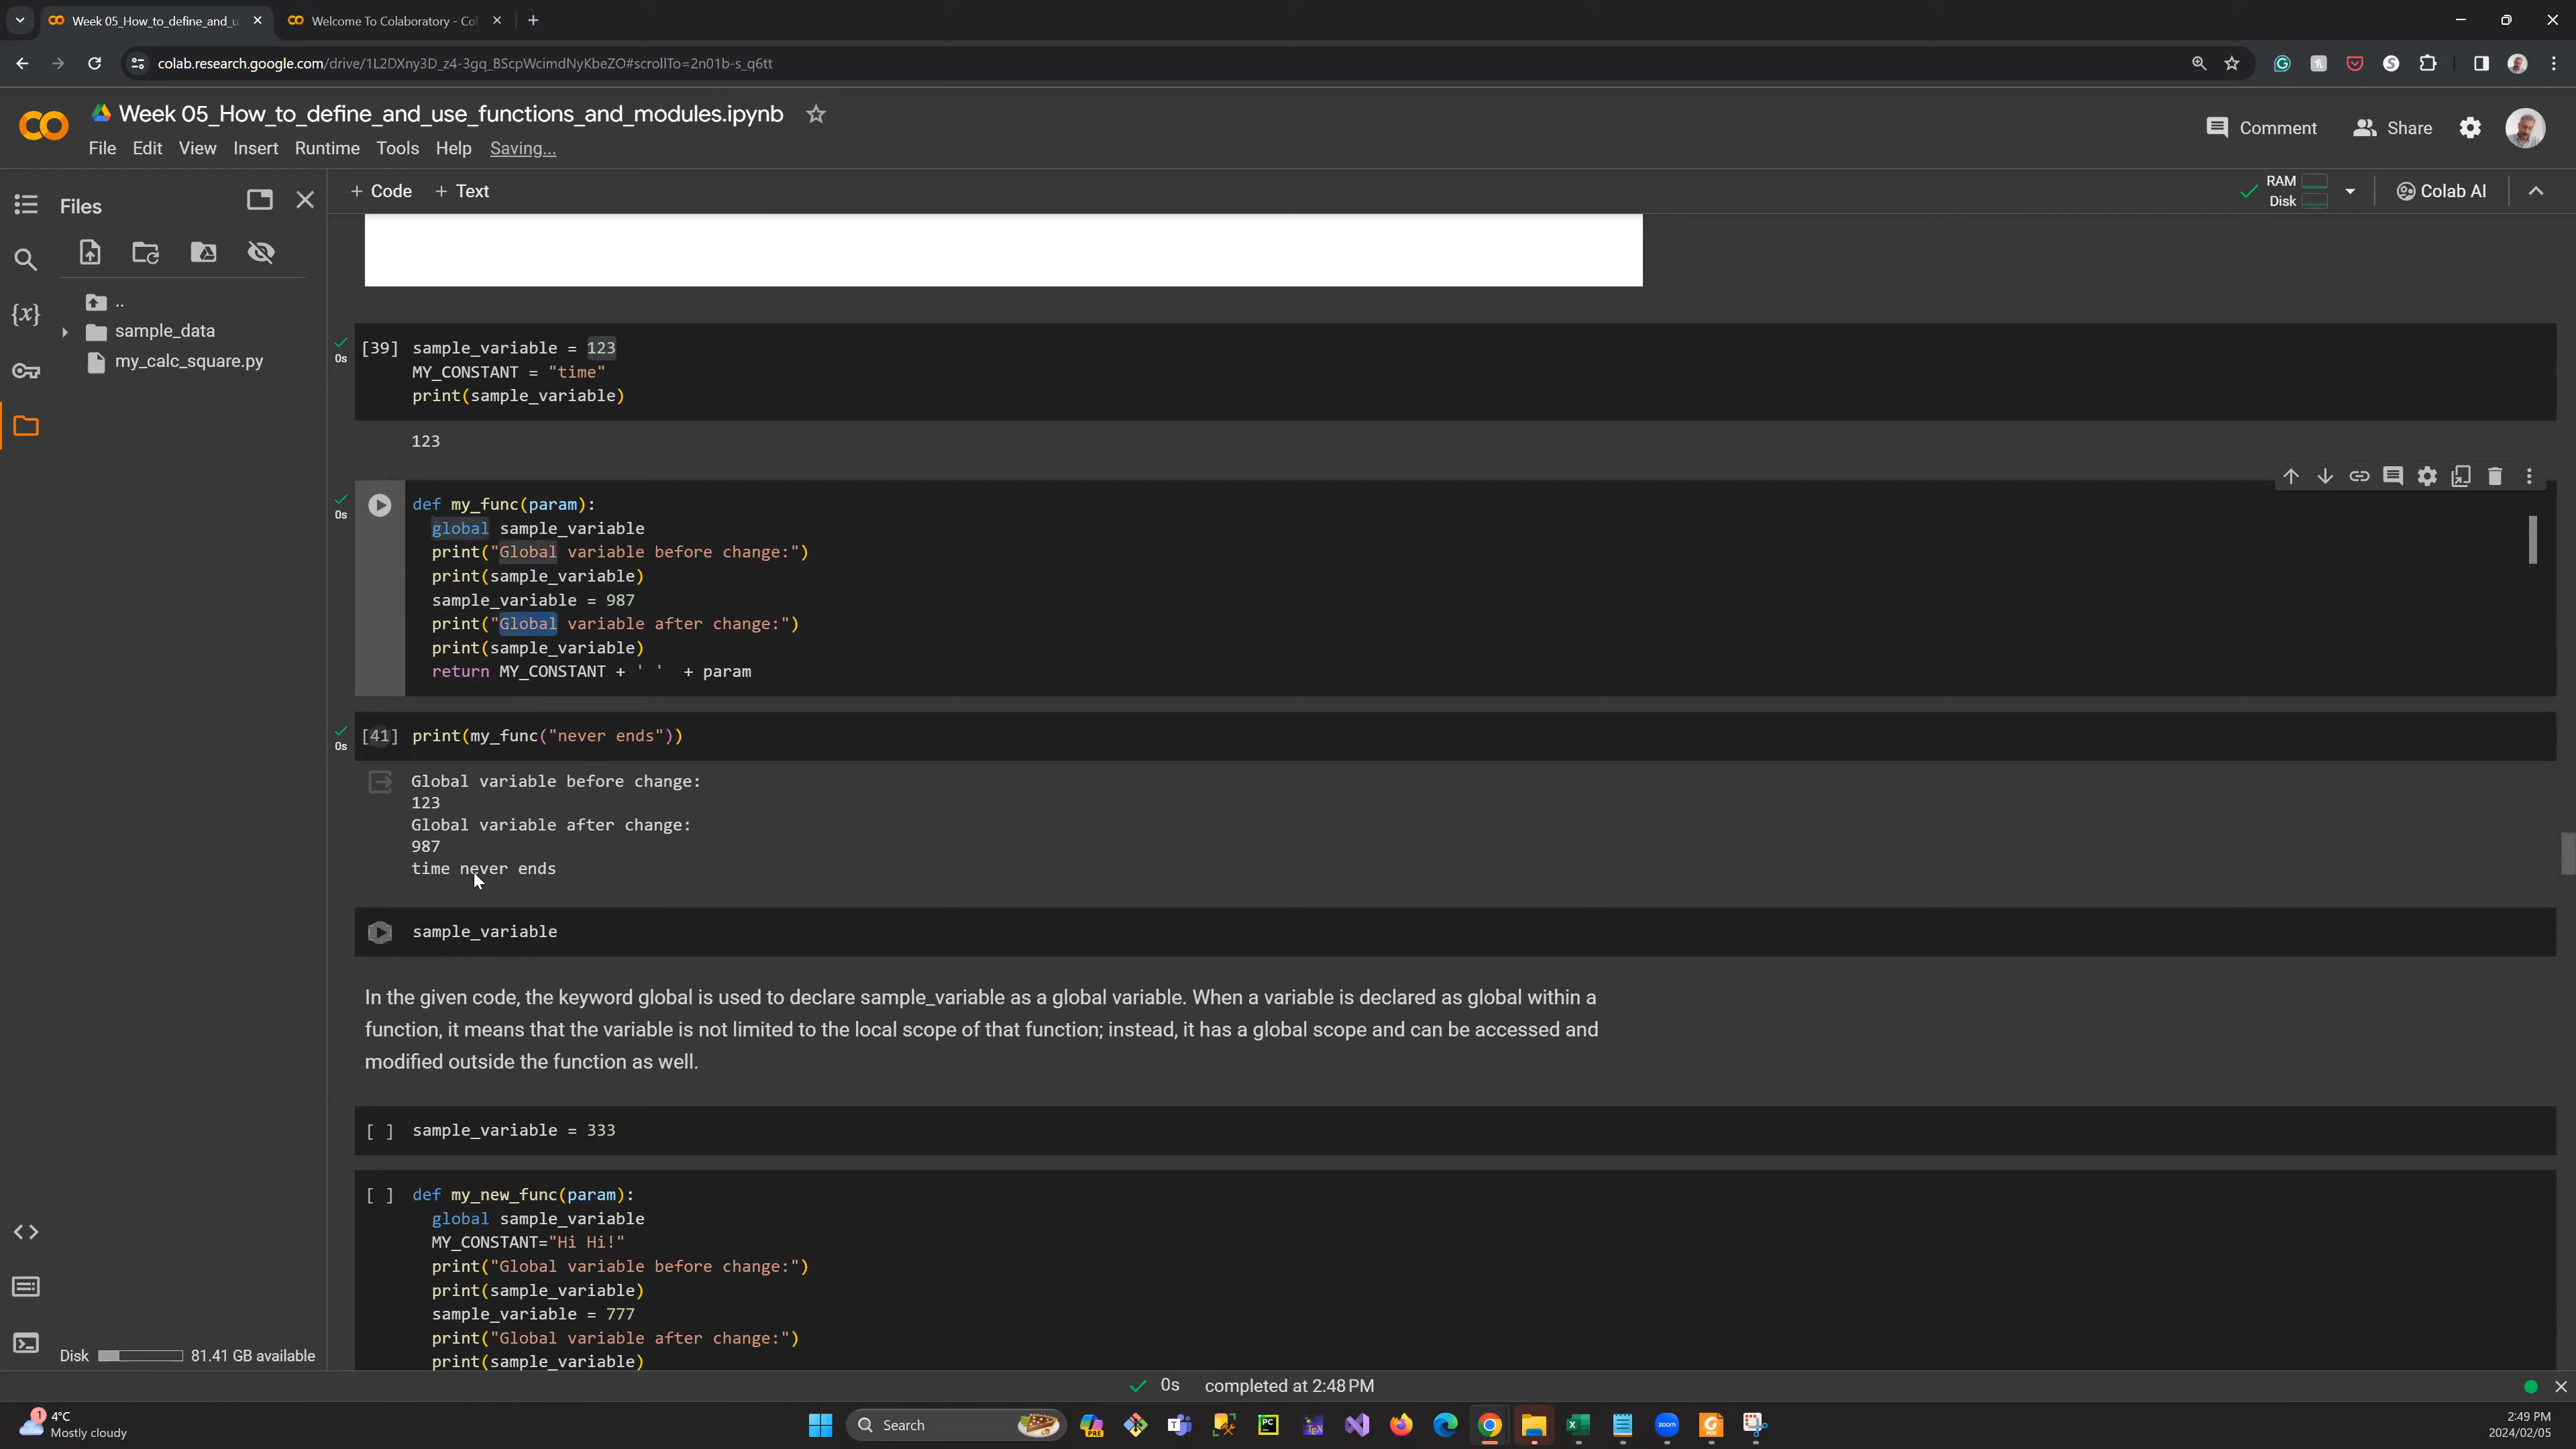 Week 05_How_to_define_and_u
Welcome To Colaboratory - Col
colab.research.google.com/drive/1L2DXny3D_z4-3gq_BScpWcimdNyKbeZO#scrollTo=2n01b-s_q6tt
Week 05_How_to_define_and_use_functions_and_modules.ipynb
Comment
Share
File Edit View Insert Runtime Tools Help Saving...
Files
+ Code + Text
RAM
Disk
Colab AI
..
sample_data
my_calc_square.py
[39] sample_variable = 123
0s
MY_CONSTANT = "time"
print(sample_variable)
123
def my_func(param):
0s
global sample_variable
print("Global variable before change:")
print(sample_variable)
sample_variable = 987
print("Global variable after change:")
print(sample_variable)
return MY_CONSTANT + ' ' + param
[41] print(my_func("never ends"))
0s
Global variable before change:
123
Global variable after change:
987
time never ends
sample_variable
In the given code, the keyword global is used to declare sample_variable as a global variable. When a variable is declared as global within a
function, it means that the variable is not limited to the local scope of that function; instead, it has a global scope and can be accessed and
modified outside the function as well.
[ ] sample_variable = 333
[ ] def my_new_func(param):
global sample_variable
MY_CONSTANT="Hi Hi!"
print("Global variable before change:")
print(sample_variable)
sample_variable = 777
print("Global variable after change:")
print(sample_variable)
Disk 81.41 GB available
0s completed at 2:48 PM
1
4°C
Mostly cloudy
Search
2:49 PM
2024/02/05